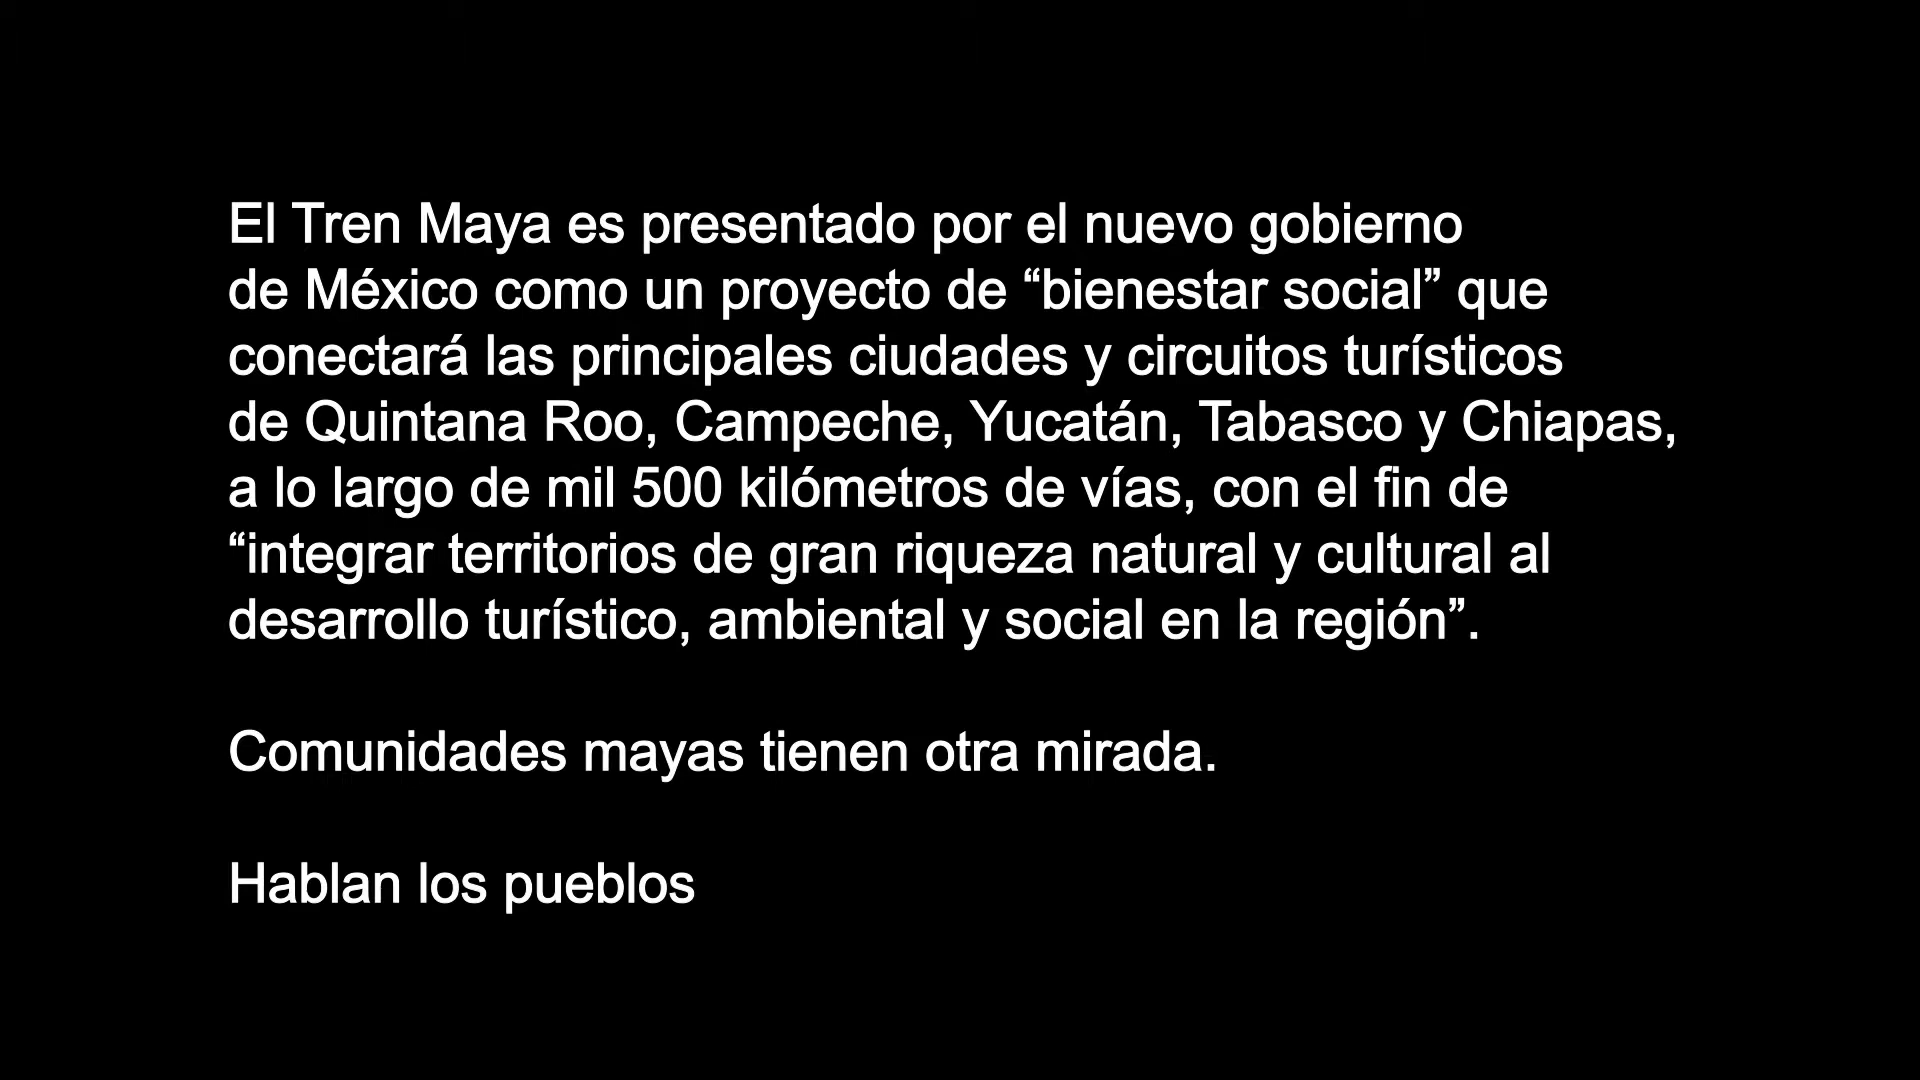 El Tren Maya es presentado por el nuevo gobierno
de México como un proyecto de “bienestar social” que
conectará las principales ciudades y circuitos turísticos
de Quintana Roo, Campeche, Yucatán, Tabasco y Chiapas,
a lo largo de mil 500 kilómetros de vías, con el fin de
“integrar territorios de gran riqueza natural y cultural al
desarrollo turístico, ambiental y social en la región”.
Comunidades mayas tienen otra mirada.
Hablan los pueblos